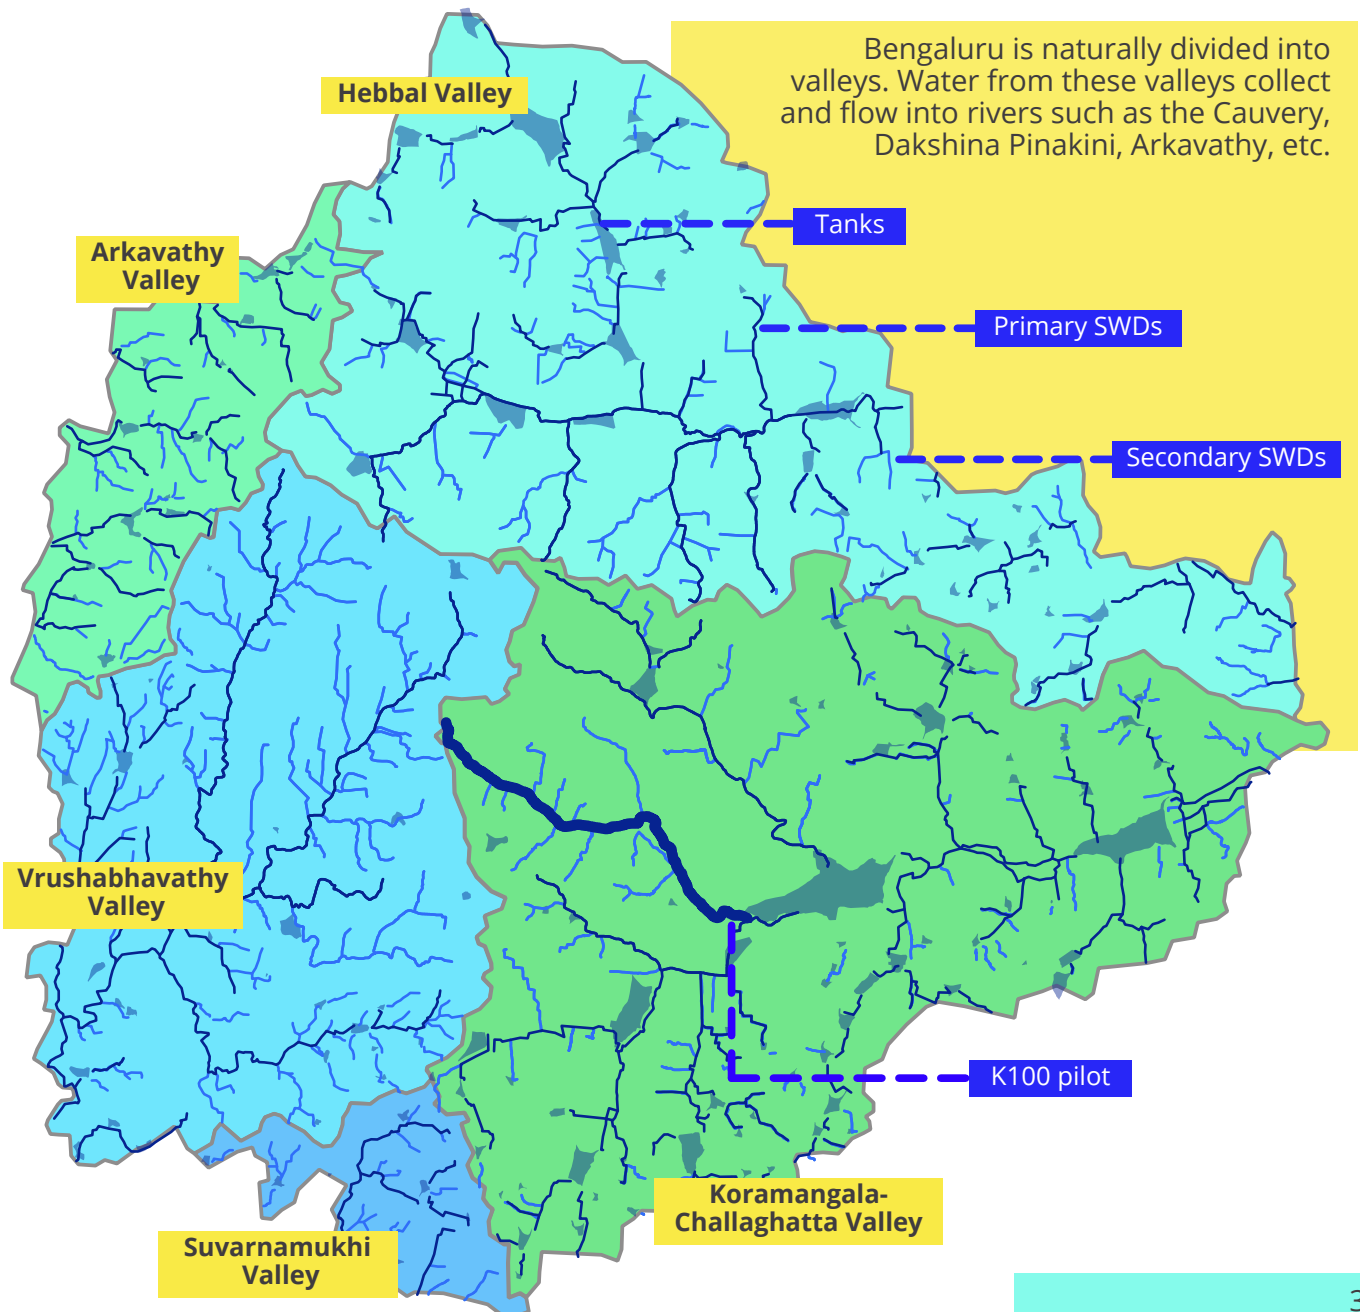 Bengaluru is naturally divided into
valleys. Water from these valleys collect
and flow into rivers such as the Cauvery,
Dakshina Pinakini, Arkavathy, etc.
Hebbal Valley
Tanks
Arkavathy
Valley
Primary SWDs
Secondary SWDs
Vrushabhavathy
Valley
K100 pilot
Koramangala-
Challaghatta Valley
Suvarnamukhi
Valley